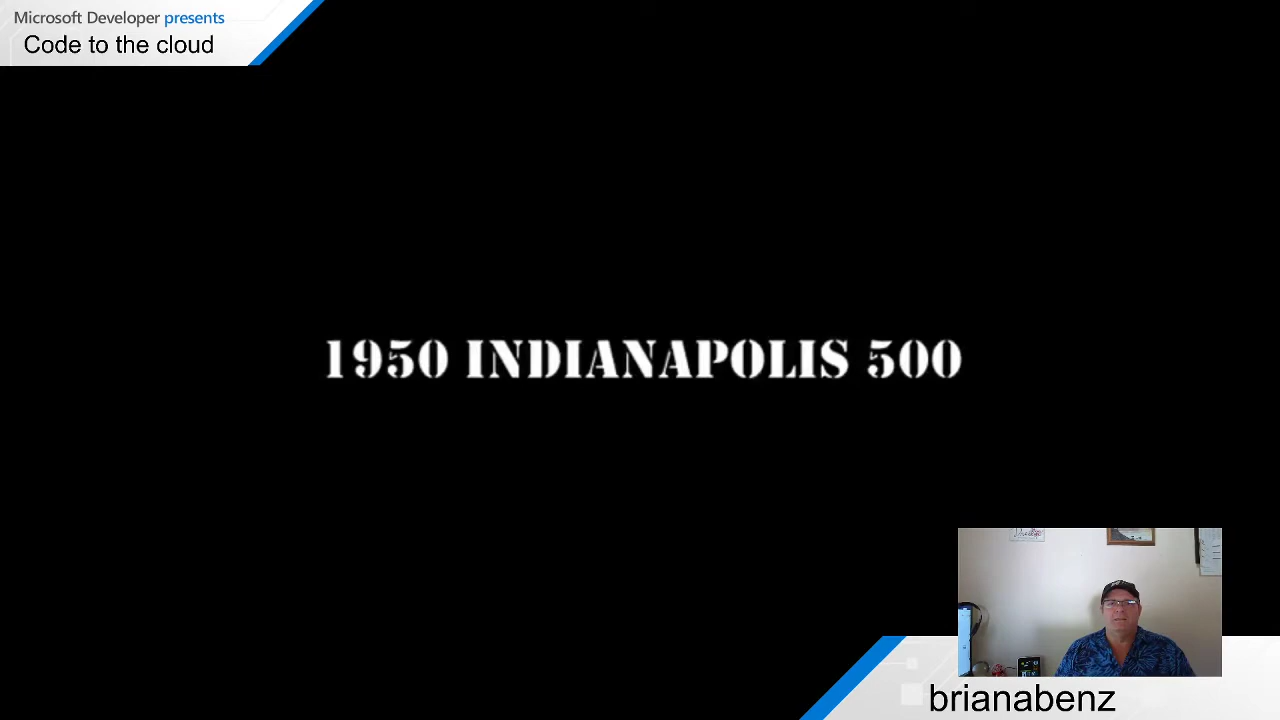 Microsoft Developer presents
Code to the cloud
1950 INDIANAPOLIS 500
brianabenz